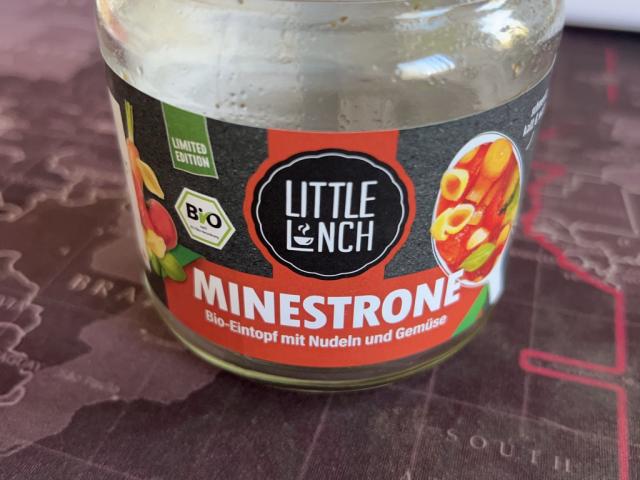 LIMITED
EDITION
BiO
LITTLE
LUNCH
MINESTRONE
Bio-Eintopf mit Nudeln und Gemüse
BRA
SOUTH